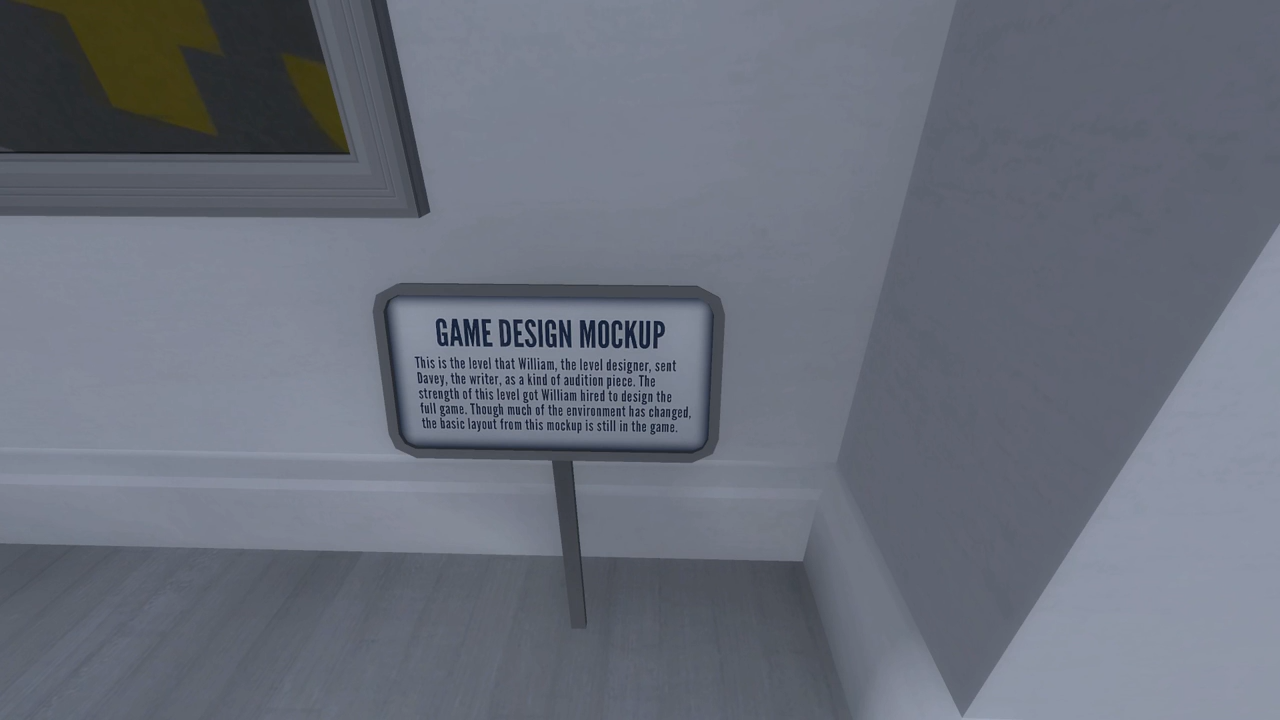 GAME DESIGN MOCKUP
This is the level that William, the level designer, sent
Davey, the writer, as a kind of audition piece. The
strength of this level got William hired to design the
full game. Though much of the environment has changed,
the basic layout from this mockup is still in the game.